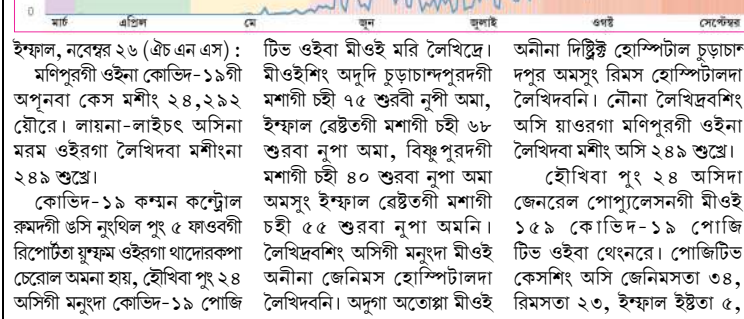 0
मার্চ এপ্রিল মে জুন জুলাই ওগষ্ট সেপ্টেম্বর
ইম্ফাল, নবেম্বর ২৬ (ঐচ এন এস) :
মণিপুরগী ওইনা কোভিদ-১৯গী
অপূনবা কেস মশীং ২৪,২৯২
য়ৌরে। লায়না-লাইচৎ অসিনা
মরম ওইরগা লৈখিদবা মশীংনা
২৪৯ শুখ্রে।
কোভিদ-১৯ কম্মন কন্ট্রোল
রুমদগী ঙসি নুংথিল পুং ৫ ফাওবগী
রিপোর্টতা য়ুম্ফম ওইরগা থাদোরকপা
চেরোল অমনা হায়, হৌখিবা পুং ২৪
অসিগী মনুংদা কোভিদ-১৯ পোজি
টিভ ওইবা মীওই মরি লৈখিদ্রে।
মীওইশিং অদুদি চুড়াচান্দপুরদগী
মশাগী চহী ৭৫ শুরবী নুপী অমা,
ইম্ফাল ৱেষ্টতগী মশাগী চহী ৬৮
শুরবা নুপা অমা, বিষ্ণুপুরদগী
মশাগী চহী ৪০ শুরবা নুপা অমা
অমসুং ইম্ফাল ৱেষ্টতগী মশাগী
চহী ৫৫ শুরবা নুপা অমনি।
লৈখিদ্রবশিং অসিগী মনুংদা মীওই
অনীনা জেনিমস হোস্পিটালদা
লৈখিদবনি। অদুগা অতোপ্পা মীওই
অনীনা দিষ্ট্রিক্ট হোস্পিটাল চুড়াচান
দপুর অমসুং রিমস হোস্পিটালদা
লৈখিদবনি। নৌনা লৈখিদ্রবশিং
অসি য়াওরগা মণিপুরগী ওইনা
লৈখিদবা মশীং অসি ২৪৯ শুখ্রে।
হৌখিবা পুং ২৪ অসিদা
জেনরেল পোপ্যুলেসনগী মীওই
১৫৯ কোভিদ-১৯ পোজি
টিভ ওইবা থেংনরে। পোজিটিভ
কেসশিং অসি জেনিমসতা ৩৪,
রিমসতা ২৩, ইম্ফাল ইষ্টতা ৫,